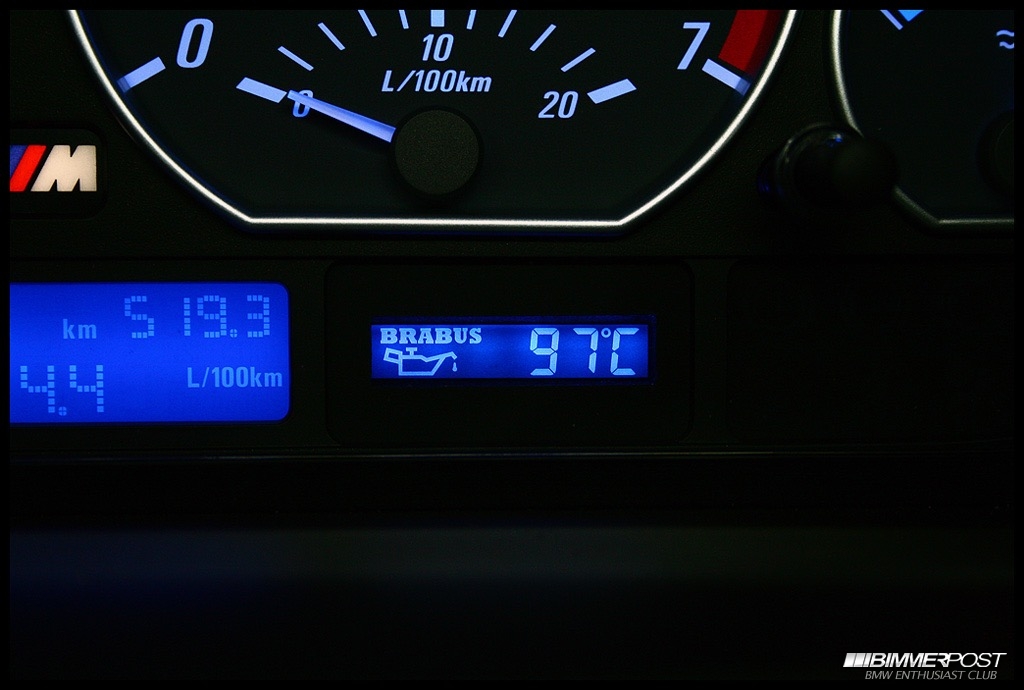 0
10
7
L/100km
0
20
M
km 519.3
4.4 L/100km
BRABUS 97°C
BIMMERPOST
BMW ENTHUSIAST CLUB